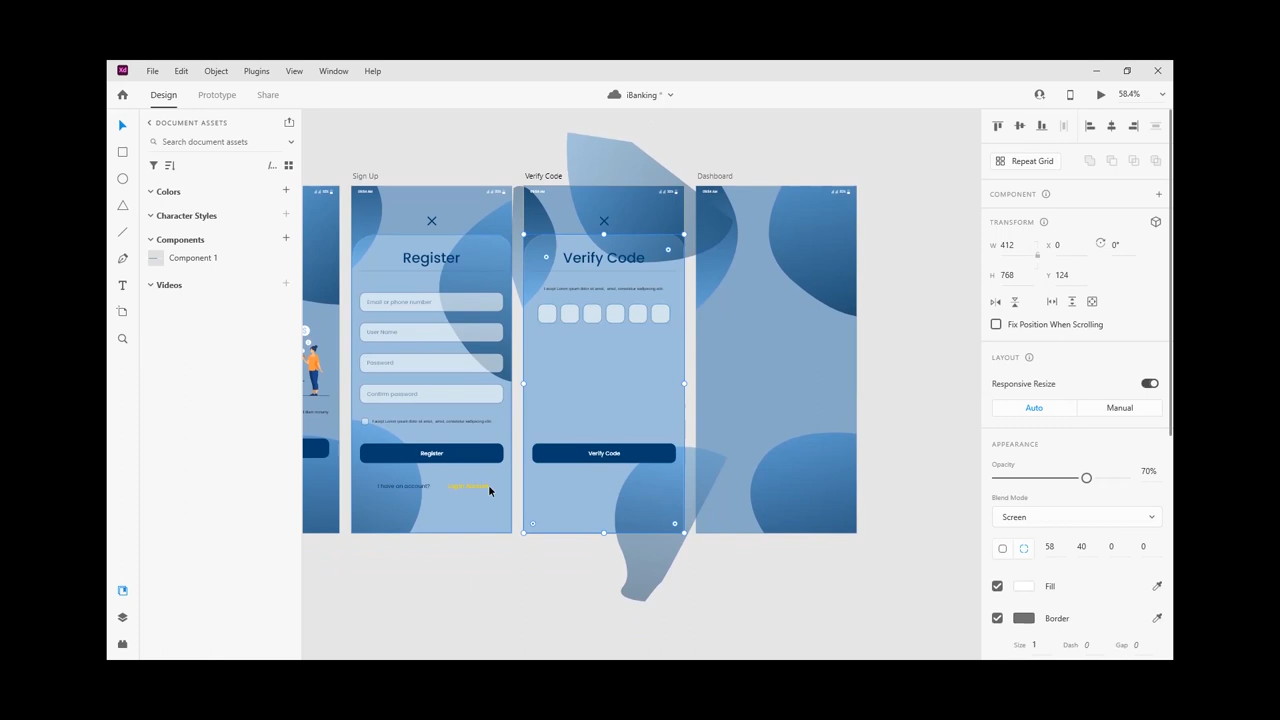 Xd File Edit Object Plugins View Window Help
Design Prototype Share
iBanking *
58.4%
DOCUMENT ASSETS
Search document assets
Colors
Character Styles
Components
Component 1
Videos
Sign Up
Register
Email or phone number
User Name
Password
Confirm password
Register
I have an account?
Verify Code
Verify Code
Verify Code
Dashboard
Repeat Grid
COMPONENT
TRANSFORM
W 412 X 0 0°
H 768 Y 124
Fix Position When Scrolling
LAYOUT
Responsive Resize
Auto Manual
APPEARANCE
Opacity
70%
Blend Mode
Screen
58 40 0 0
Fill
Border
Size 1 Dash 0 Gap 0